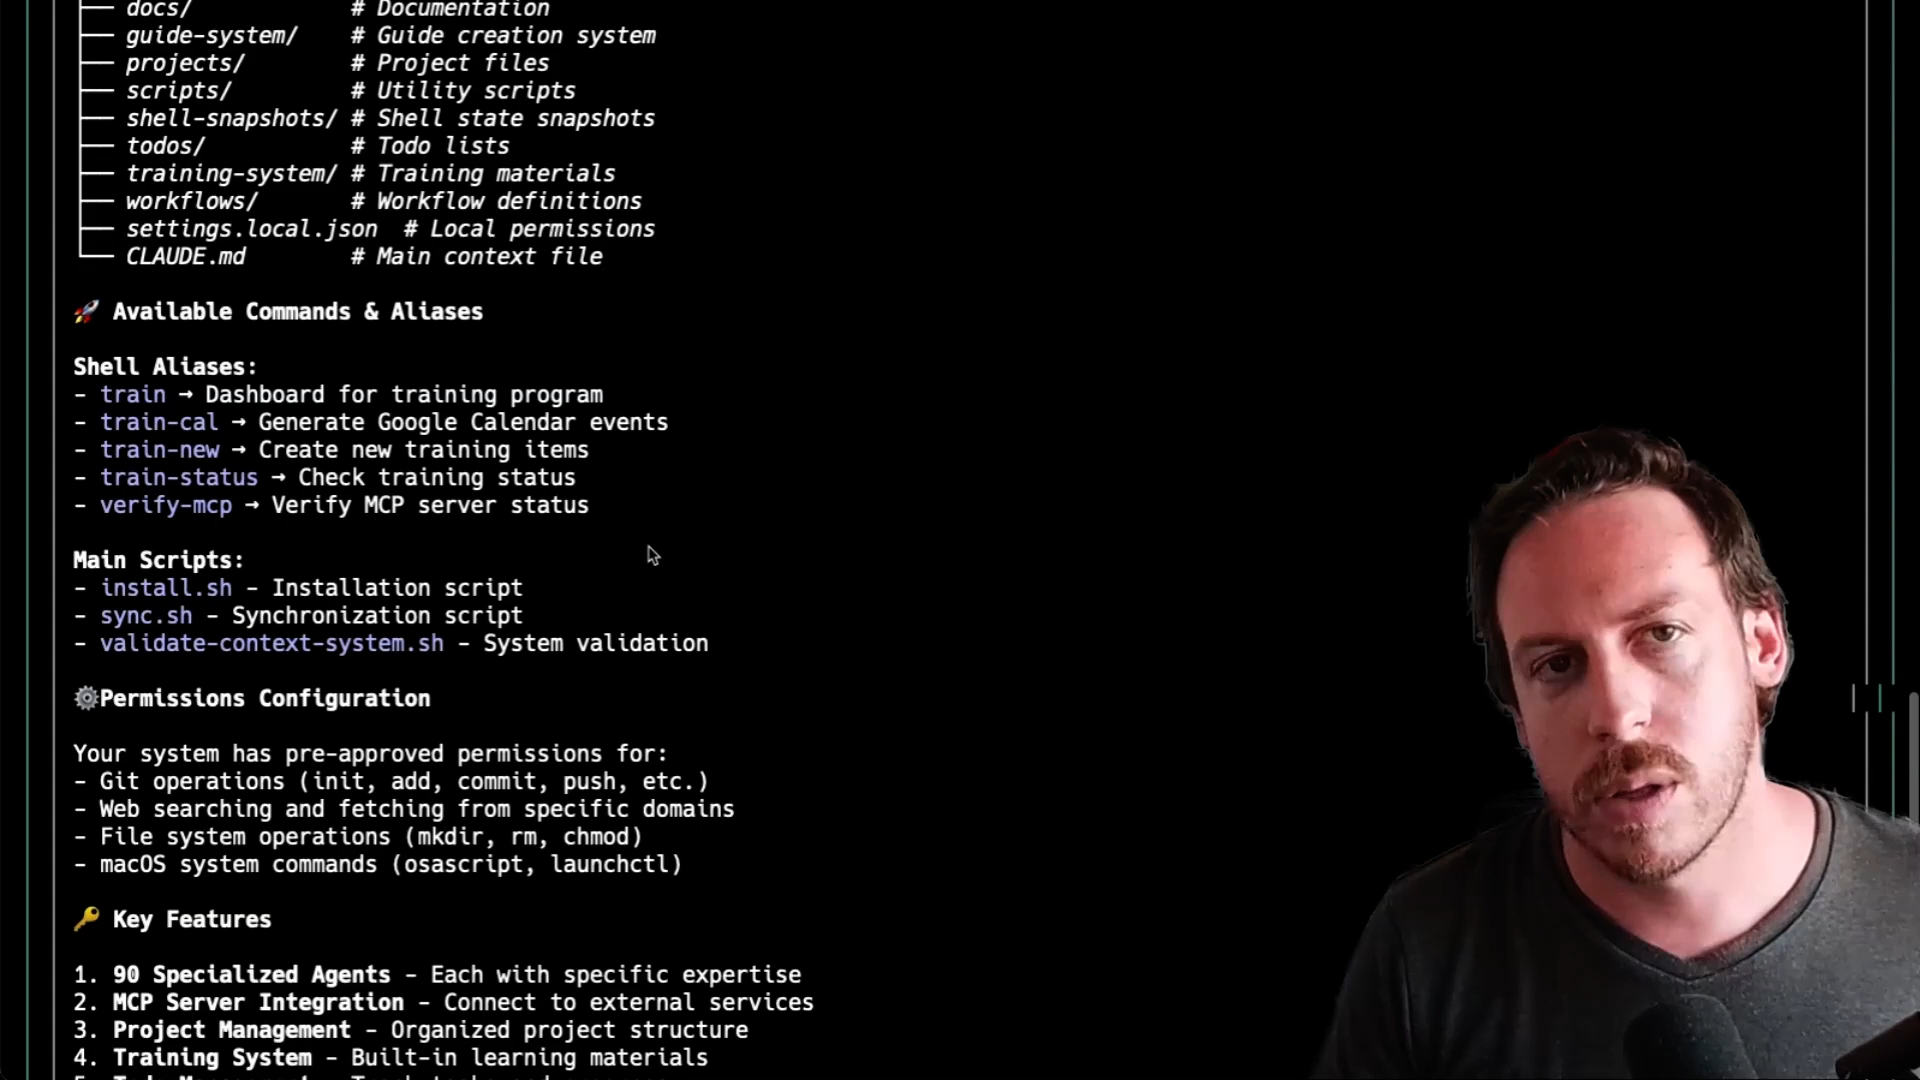 ├── docs/ # Documentation
├── guide-system/ # Guide creation system
├── projects/ # Project files
├── scripts/ # Utility scripts
├── shell-snapshots/ # Shell state snapshots
├── todos/ # Todo lists
├── training-system/ # Training materials
├── workflows/ # Workflow definitions
├── settings.local.json # Local permissions
└── CLAUDE.md # Main context file
🚀 Available Commands & Aliases
Shell Aliases:
- train → Dashboard for training program
- train-cal → Generate Google Calendar events
- train-new → Create new training items
- train-status → Check training status
- verify-mcp → Verify MCP server status
Main Scripts:
- install.sh - Installation script
- sync.sh - Synchronization script
- validate-context-system.sh - System validation
⚙️Permissions Configuration
Your system has pre-approved permissions for:
- Git operations (init, add, commit, push, etc.)
- Web searching and fetching from specific domains
- File system operations (mkdir, rm, chmod)
- macOS system commands (osascript, launchctl)
🔑 Key Features
1. 90 Specialized Agents - Each with specific expertise
2. MCP Server Integration - Connect to external services
3. Project Management - Organized project structure
4. Training System - Built-in learning materials